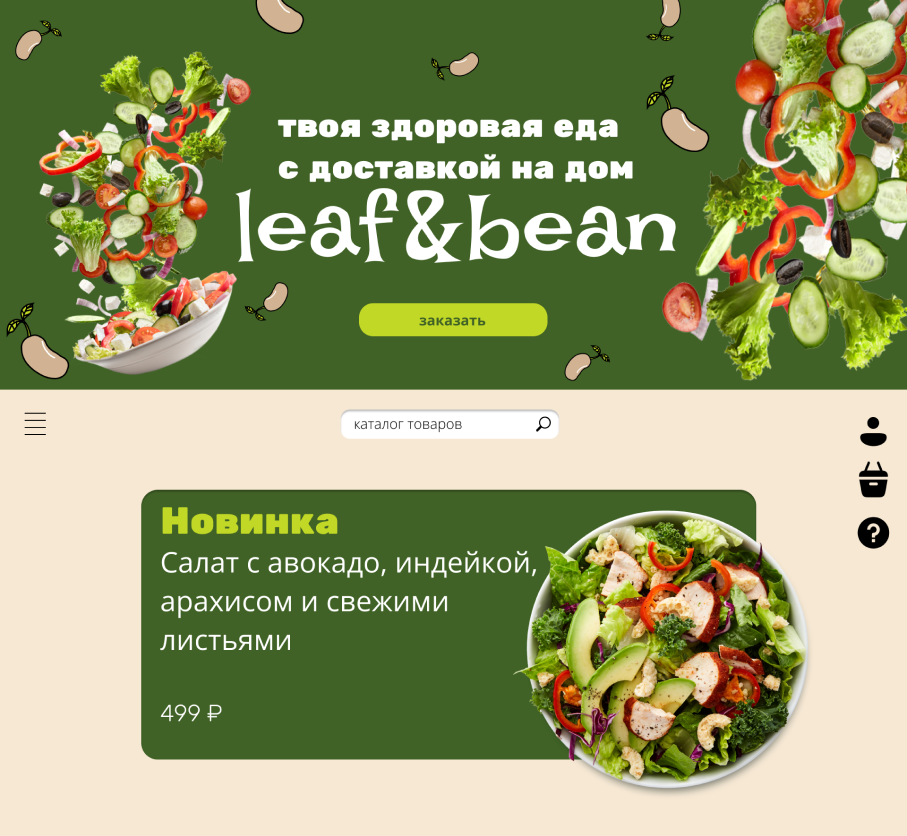 твоя здоровая еда
с доставкой на дом
leaf&bean
заказать
каталог товаров
?
Новинка
Салат с авокадо, индейкой,
арахисом и свежими
листьями
499 ₽